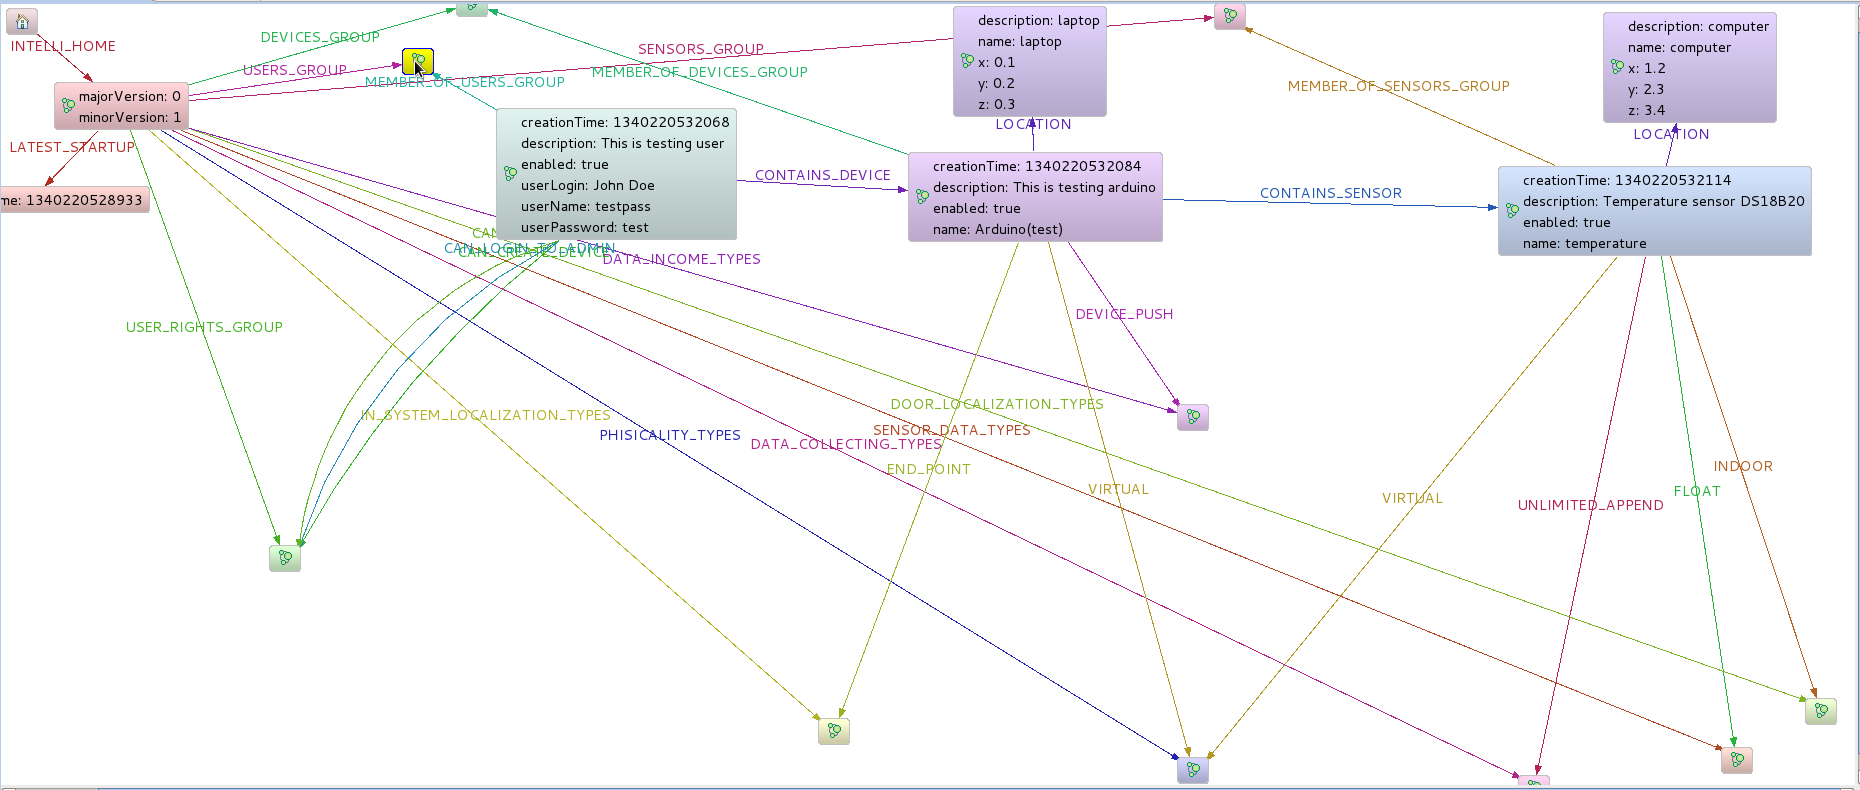 INTELLI_HOME
majorVersion: 0
minorVersion: 1
LATEST_STARTUP
me: 1340220528933
DEVICES_GROUP
USERS_GROUP
SENSORS_GROUP
MEMBER_OF_USERS_GROUP
MEMBER_OF_DEVICES_GROUP
description: laptop
name: laptop
x: 0.1
y: 0.2
z: 0.3
LOCATION
MEMBER_OF_SENSORS_GROUP
description: computer
name: computer
x: 1.2
y: 2.3
z: 3.4
LOCATION
creationTime: 1340220532068
description: This is testing user
enabled: true
userLogin: John Doe
userName: testpass
userPassword: test
CONTAINS_DEVICE
creationTime: 1340220532084
description: This is testing arduino
enabled: true
name: Arduino(test)
CONTAINS_SENSOR
creationTime: 1340220532114
description: Temperature sensor DS18B20
enabled: true
name: temperature
CAN_LOGIN_TO_ADMIN
CAN_CREATE_DEVICE
DATA_INCOME_TYPES
USER_RIGHTS_GROUP
DEVICE_PUSH
IN_SYSTEM_LOCALIZATION_TYPES
PHISICALITY_TYPES
DOOR_LOCALIZATION_TYPES
SENSOR_DATA_TYPES
DATA_COLLECTING_TYPES
END_POINT
VIRTUAL
VIRTUAL
UNLIMITED_APPEND
FLOAT
INDOOR